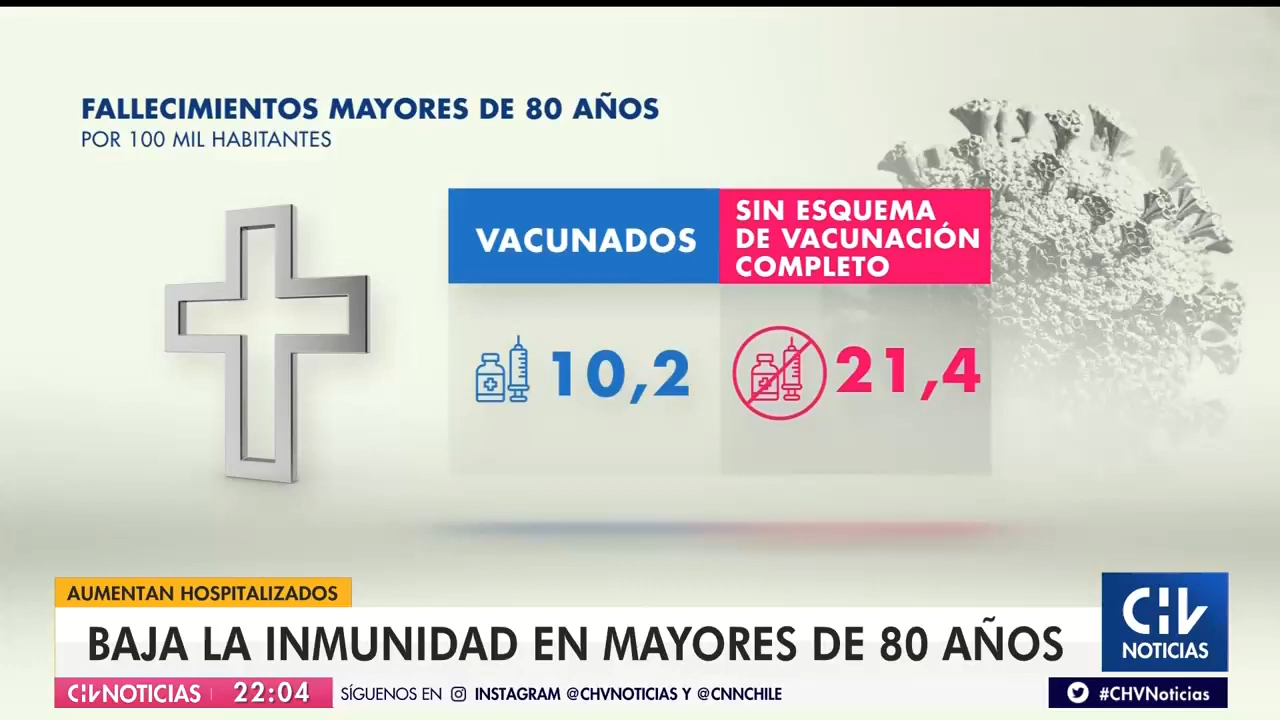 FALLECIMIENTOS MAYORES DE 80 AÑOS
POR 100 MIL HABITANTES
VACUNADOS
SIN ESQUEMA
DE VACUNACIÓN
COMPLETO
10,2
21,4
AUMENTAN HOSPITALIZADOS
BAJA LA INMUNIDAD EN MAYORES DE 80 AÑOS
CHV
NOTICIAS
CHV NOTICIAS 22:04 SÍGUENOS EN INSTAGRAM @CHVNOTICIAS Y @CNNCHILE
#CHVNoticias